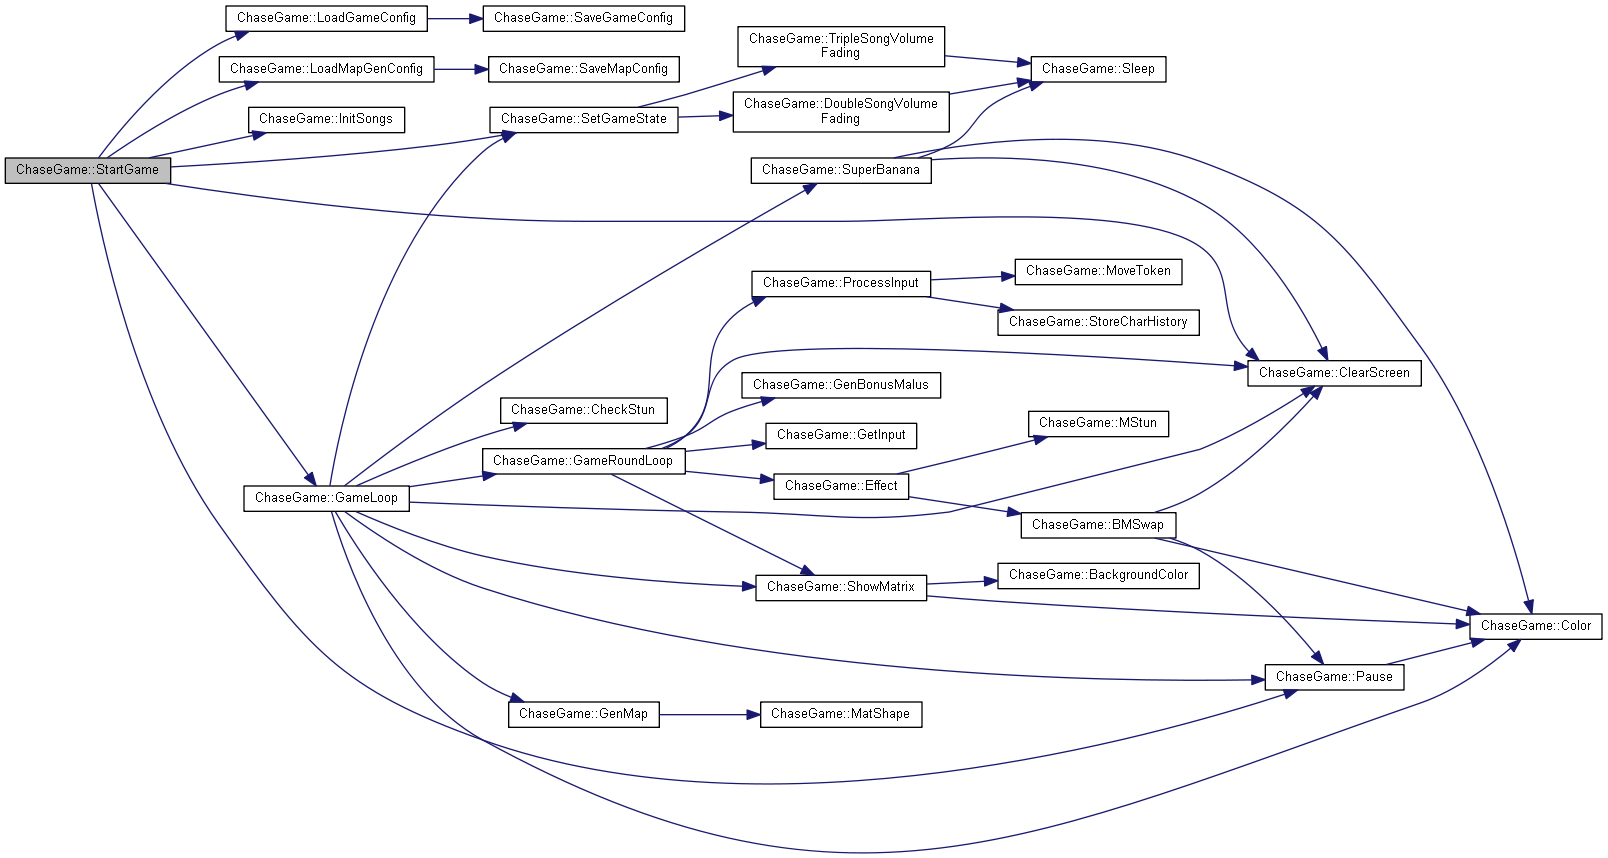 ChaseGame::LoadGameConfig
ChaseGame::SaveGameConfig
ChaseGame::TripleSongVolume
Fading
ChaseGame::LoadMapGenConfig
ChaseGame::SaveMapConfig
ChaseGame::Sleep
ChaseGame::DoubleSongVolume
Fading
ChaseGame::InitSongs
ChaseGame::SetGameState
ChaseGame::StartGame
ChaseGame::SuperBanana
ChaseGame::MoveToken
ChaseGame::ProcessInput
ChaseGame::StoreCharHistory
ChaseGame::ClearScreen
ChaseGame::GenBonusMalus
ChaseGame::CheckStun
ChaseGame::MStun
ChaseGame::GetInput
ChaseGame::GameRoundLoop
ChaseGame::Effect
ChaseGame::GameLoop
ChaseGame::BMSwap
ChaseGame::BackgroundColor
ChaseGame::ShowMatrix
ChaseGame::Color
ChaseGame::Pause
ChaseGame::GenMap
ChaseGame::MatShape